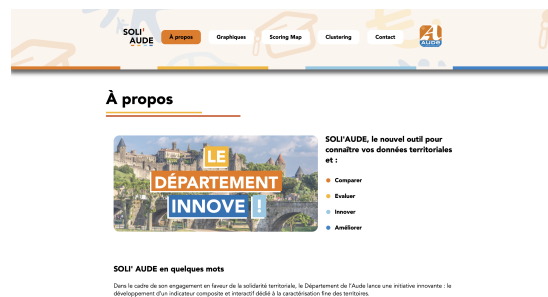 SOLI'
AUDE
À propos
Graphiques
Scoring Map
Clustering
Contact
AUDE
À propos
LE
DÉPARTEMENT
INNOVE !
SOLI'AUDE, le nouvel outil pour
connaître vos données territoriales
et :
Comparer
Evaluer
Innover
Améliorer
SOLI' AUDE en quelques mots
Dans le cadre de son engagement en faveur de la solidarité territoriale, le Département de l'Aude lance une initiative innovante : le
développement d'un indicateur composite et interactif dédié à la caractérisation fine des territoires.